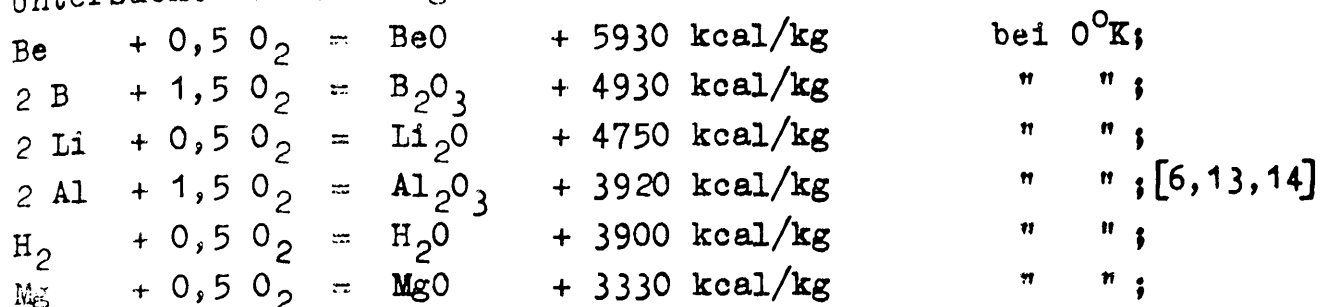 Be + 0,5 O₂ = BeO + 5930 kcal/kg bei 0°K;
2 B + 1,5 O₂ = B₂O₃ + 4930 kcal/kg " " ;
2 Li + 0,5 O₂ = Li₂O + 4750 kcal/kg " " ;
2 Al + 1,5 O₂ = Al₂O₃ + 3920 kcal/kg " " ;[6,13,14]
H₂ + 0,5 O₂ = H₂O + 3900 kcal/kg " " ;
Mg + 0,5 O₂ = MgO + 3330 kcal/kg " " ;